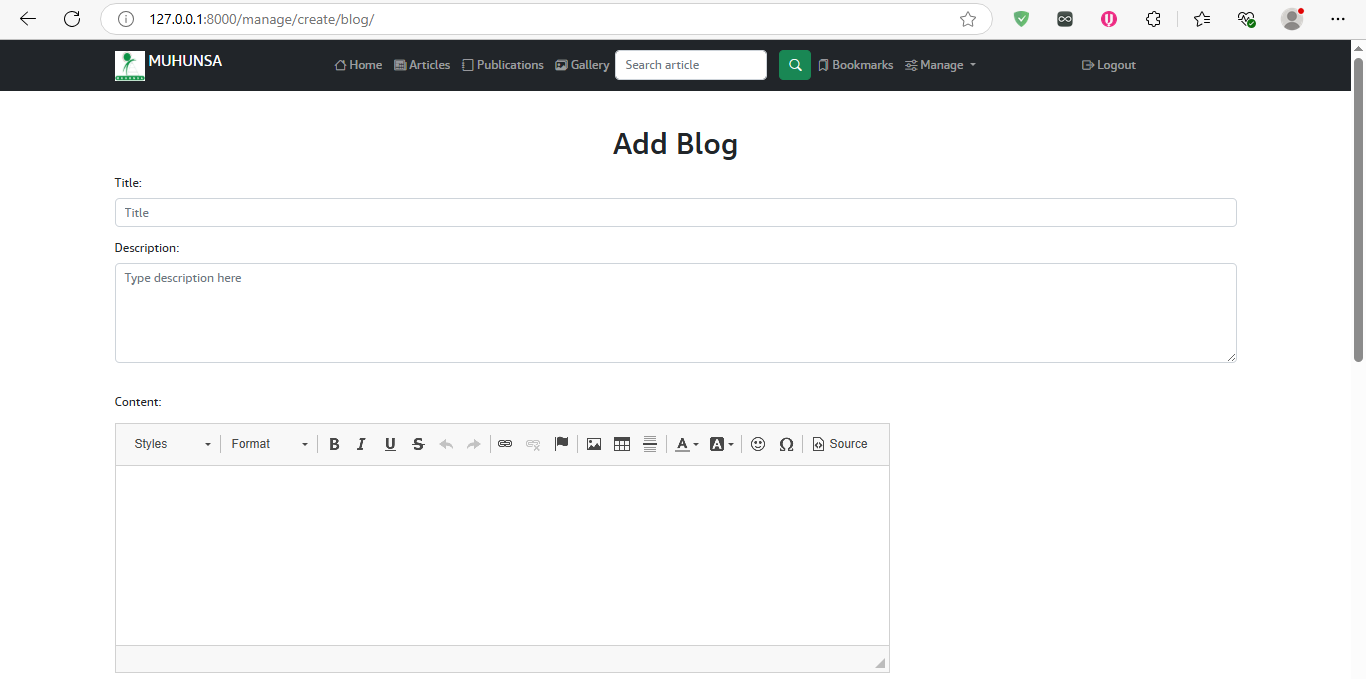 127.0.0.1:8000/manage/create/blog/
MUHUNSA Home Articles Publications Gallery Search article Bookmarks Manage Logout
Add Blog
Title:
Title
Description:
Type description here
Content:
Styles Format B I U S A A Ω Source